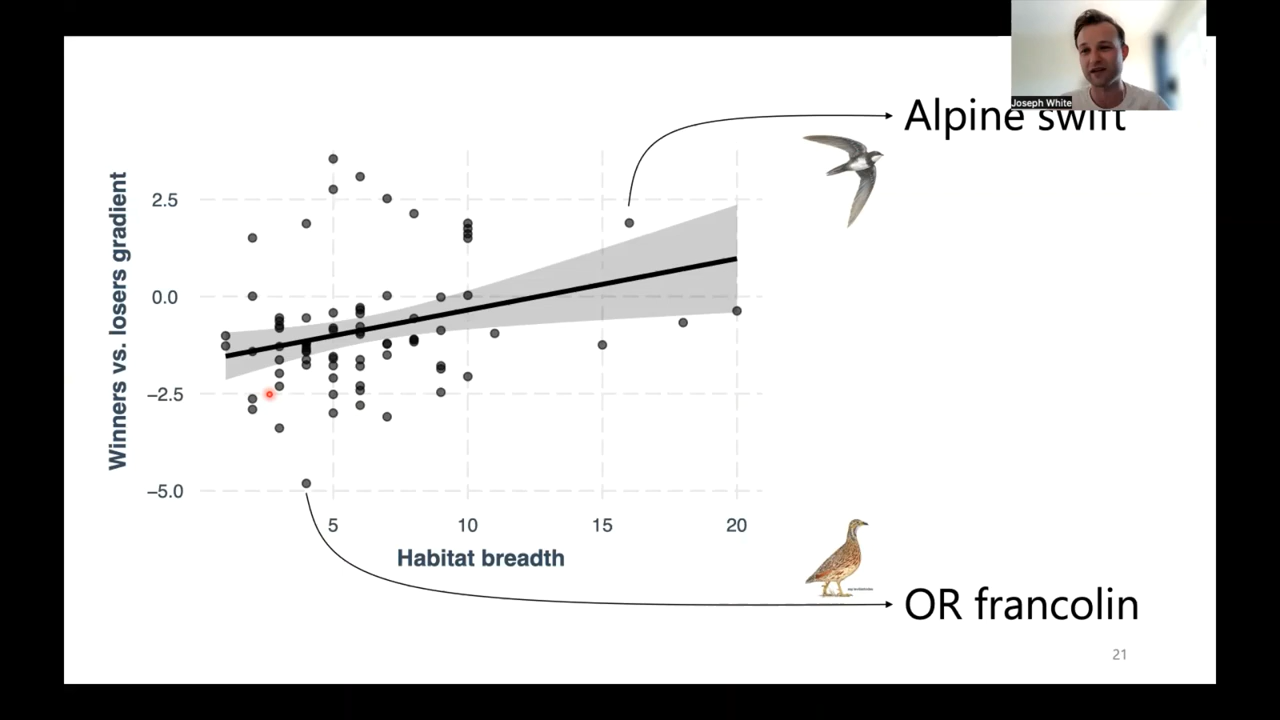 Joseph White
Alpine swift
Winners vs. losers gradient
2.5
0.0
−2.5
−5.0
5
10
15
20
Habitat breadth
OR francolin
21